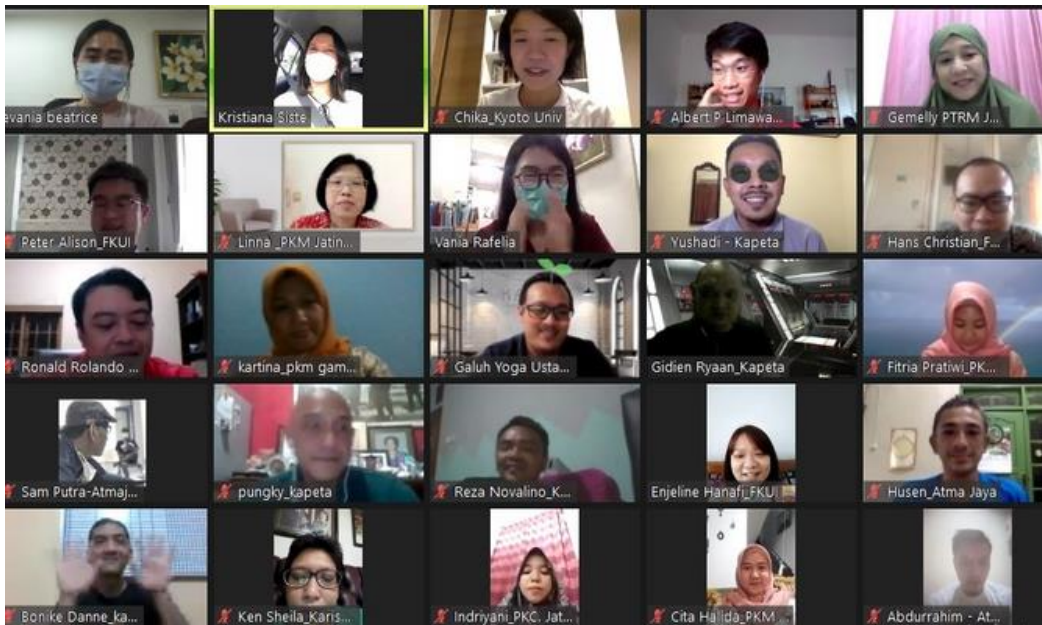 evania beatrice
Kristiana Siste
Chika_Kyoto Univ
Albert P Limawa...
Gemelly PTRM J...
Peter Alison_FKUI
Linna _PKM Jatin...
Vania Rafelia
Yushadi - Kapeta
Hans Christian_F...
Ronald Rolando ...
kartina_pkm gam...
Galuh Yoga Usta...
Gidien Ryaan_Kapeta
Fitria Pratiwi_PK...
Sam Putra-Atmaj...
pungky_kapeta
Reza Novalino_K...
Enjeline Hanafi_FKUI
Husen_Atma Jaya
Bonike Danne_ka...
Ken Sheila_Karis...
Indriyani_PKC. Jat...
Cita Halida_PKM ...
Abdurrahim - At...